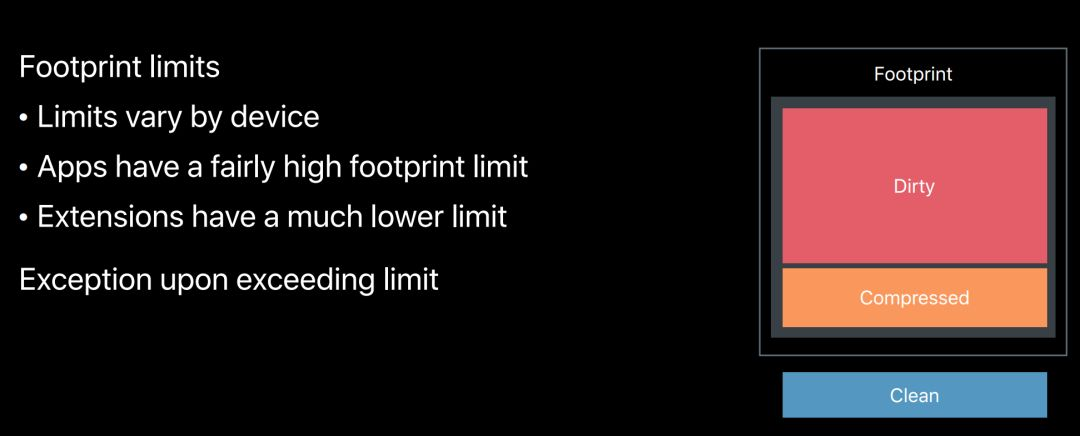 Footprint limits
• Limits vary by device
• Apps have a fairly high footprint limit
• Extensions have a much lower limit
Exception upon exceeding limit
Footprint
Dirty
Compressed
Clean